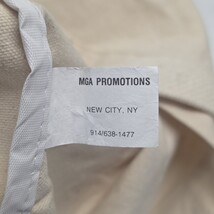 MGA PROMOTIONS
NEW CITY, NY
914/638-1477